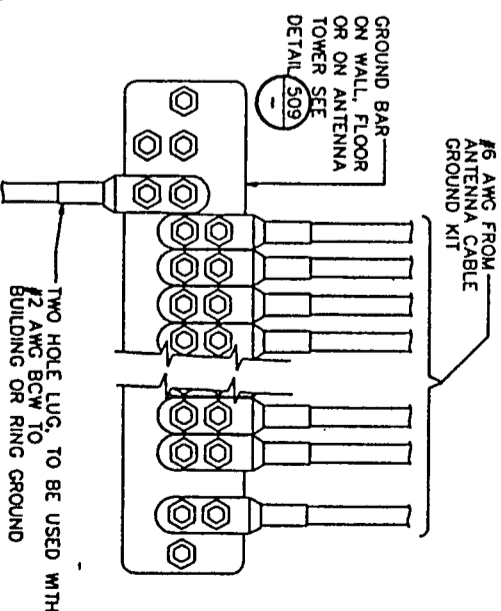 #6 AWG FROM
ANTENNA CABLE
GROUND KIT
GROUND BAR
ON WALL, FLOOR
OR ON ANTENNA
TOWER SEE
DETAIL 509
-
TWO HOLE LUG, TO BE USED WITH
#2 AWG BCW TO
BUILDING OR RING GROUND